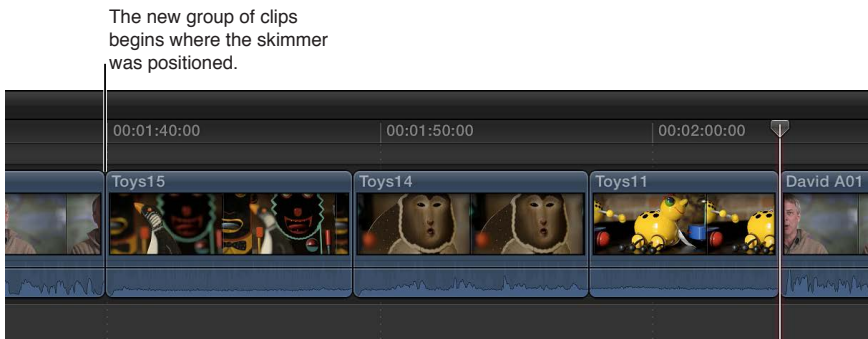 The new group of clips
begins where the skimmer
was positioned.
00:01:40:00 00:01:50:00 00:02:00:00
Toys15 Toys14 Toys11 David A01